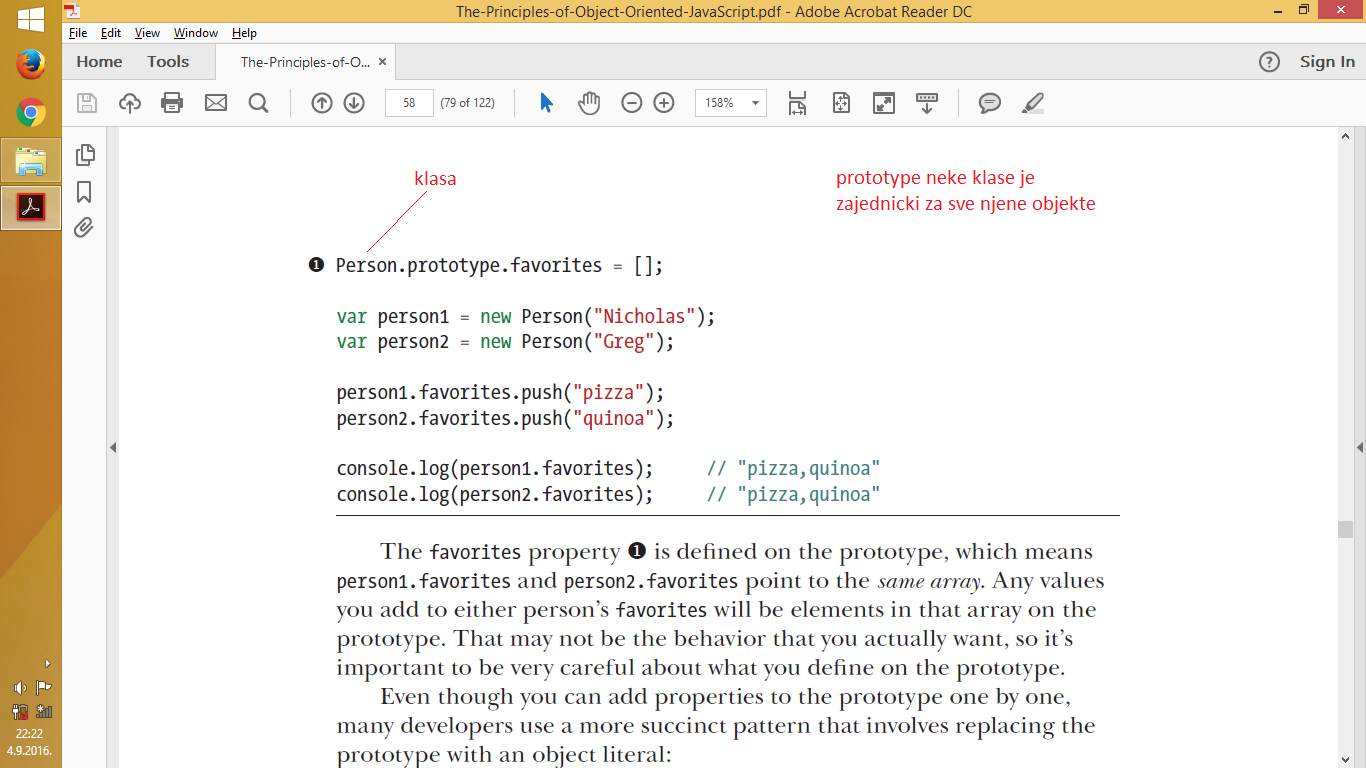 The-Principles-of-Object-Oriented-JavaScript.pdf - Adobe Acrobat Reader DC
File Edit View Window Help
Home Tools The-Principles-of-O... × ? Sign In
58 (79 of 122) 158%
klasa
prototype neke klase je
zajednicki za sve njene objekte
❶ Person.prototype.favorites = [];
var person1 = new Person("Nicholas");
var person2 = new Person("Greg");
person1.favorites.push("pizza");
person2.favorites.push("quinoa");
console.log(person1.favorites); // "pizza,quinoa"
console.log(person2.favorites); // "pizza,quinoa"
The favorites property ❶ is defined on the prototype, which means
person1.favorites and person2.favorites point to the same array. Any values
you add to either person's favorites will be elements in that array on the
prototype. That may not be the behavior that you actually want, so it's
important to be very careful about what you define on the prototype.
Even though you can add properties to the prototype one by one,
many developers use a more succinct pattern that involves replacing the
prototype with an object literal:
22:22
4.9.2016.